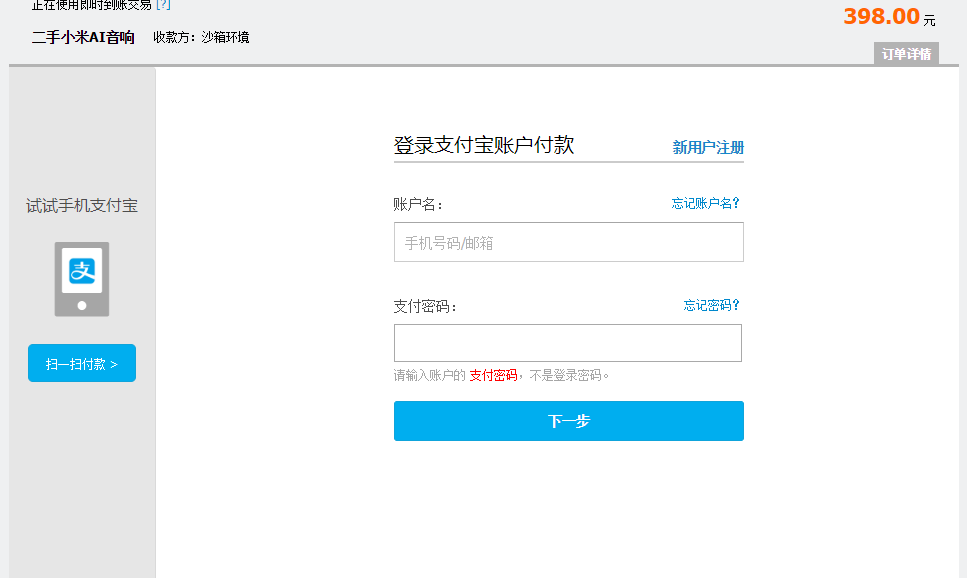 正在使用即时到账交易 [?]
398.00 元
二手小米AI音响 收款方：沙箱环境
订单详情
登录支付宝账户付款 新用户注册
试试手机支付宝
账户名： 忘记账户名？
手机号码/邮箱
支
支付密码： 忘记密码？
扫一扫付款 >
请输入账户的 支付密码，不是登录密码。
下一步